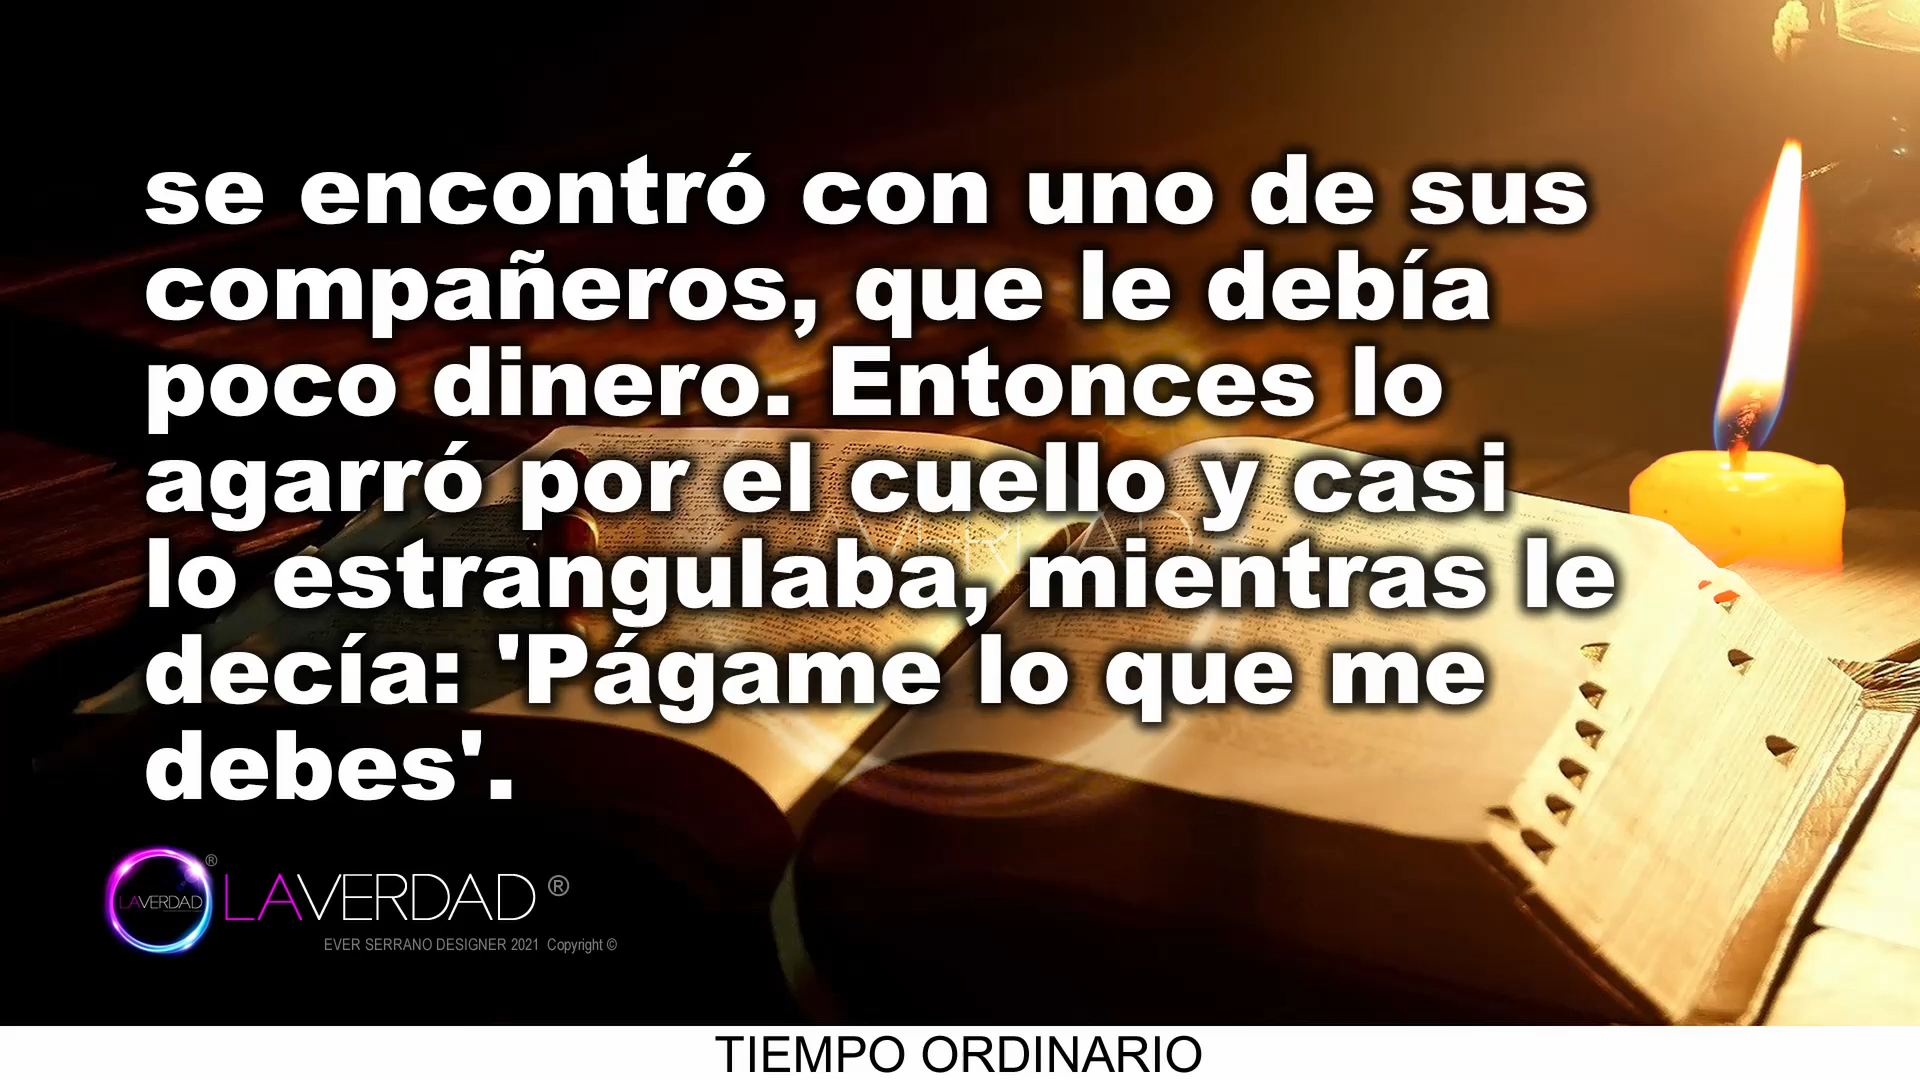 se encontró con uno de sus
compañeros, que le debía
poco dinero. Entonces lo
agarró por el cuello y casi
lo estrangulaba, mientras le
decía: 'Págame lo que me
debes'.
LAVERDAD ®
LAVERDAD®
EVER SERRANO DESIGNER 2021 Copyright ©
TIEMPO ORDINARIO